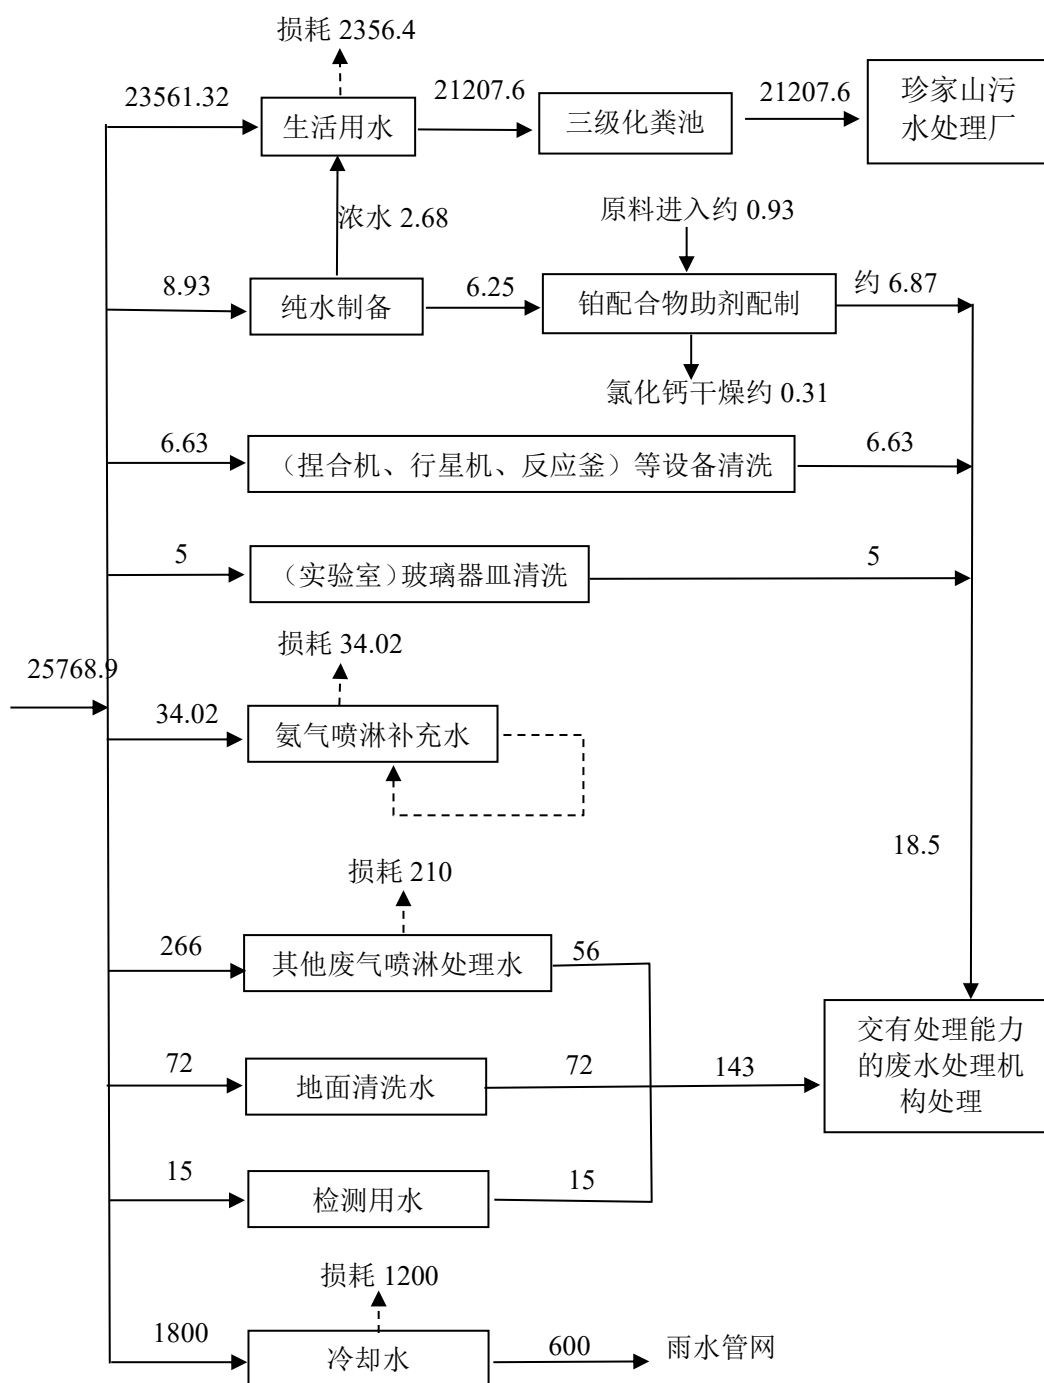 损耗 2356.4
23561.32
生活用水
21207.6
三级化粪池
21207.6
珍家山污
水处理厂
浓水 2.68
原料进入约 0.93
8.93
纯水制备
6.25
铂配合物助剂配制
约 6.87
氯化钙干燥约 0.31
6.63
（捏合机、行星机、反应釜）等设备清洗
6.63
5
（实验室）玻璃器皿清洗
5
损耗 34.02
25768.9
34.02
氨气喷淋补充水
18.5
损耗 210
266
其他废气喷淋处理水
56
72
地面清洗水
72
143
交有处理能力
的废水处理机
构处理
15
检测用水
15
损耗 1200
1800
冷却水
600
雨水管网